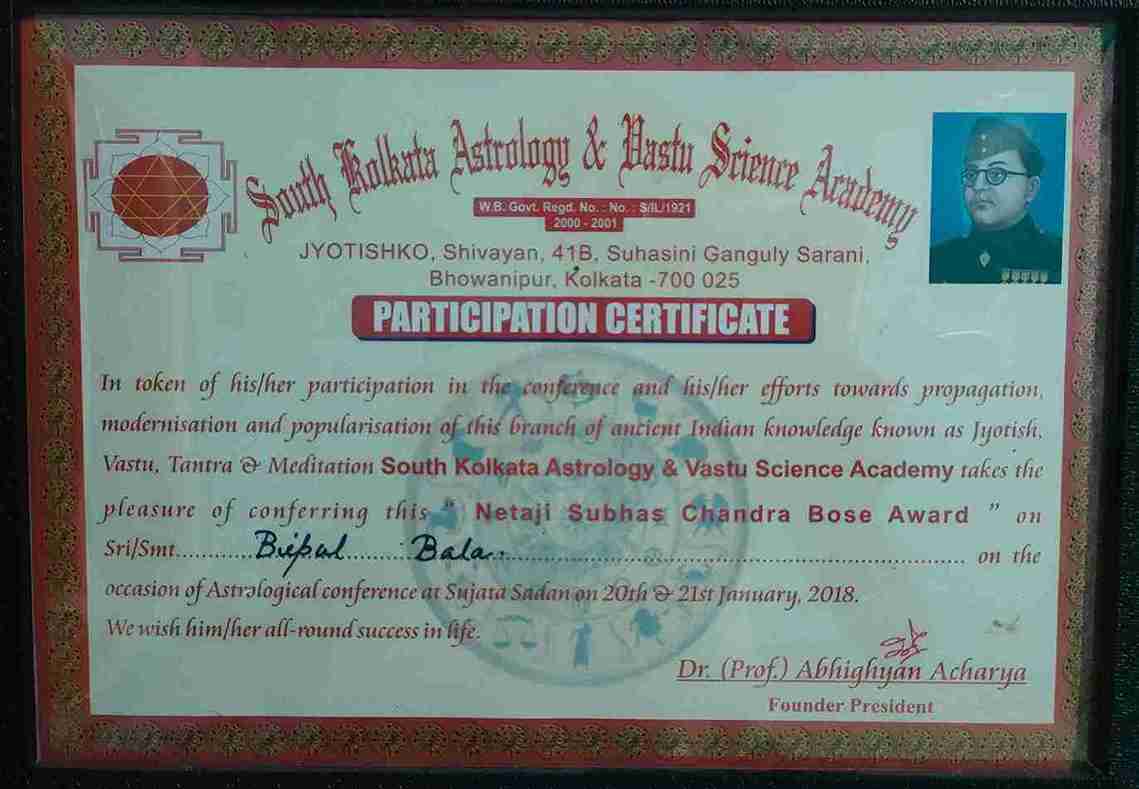 South Kolkata Astrology & Vastu Science Academy
W.B. Govt. Regd. No. : No. : S/IL/1921
2000 - 2001
JYOTISHKO, Shivayan, 41B, Suhasini Ganguly Sarani,
Bhowanipur, Kolkata -700 025
PARTICIPATION CERTIFICATE
In token of his/her participation in the conference and his/her efforts towards propagation,
modernisation and popularisation of this branch of ancient Indian knowledge known as Jyotish,
Vastu, Tantra & Meditation South Kolkata Astrology & Vastu Science Academy takes the
pleasure of conferring this " Netaji Subhas Chandra Bose Award " on
Sri/Smt........... Bala.......... on the
occasion of Astrological conference at Sujata Sadan on 20th & 21st January, 2018.
We wish him/her all-round success in life.
Dr. (Prof.) Abhighyan Acharya
Founder President